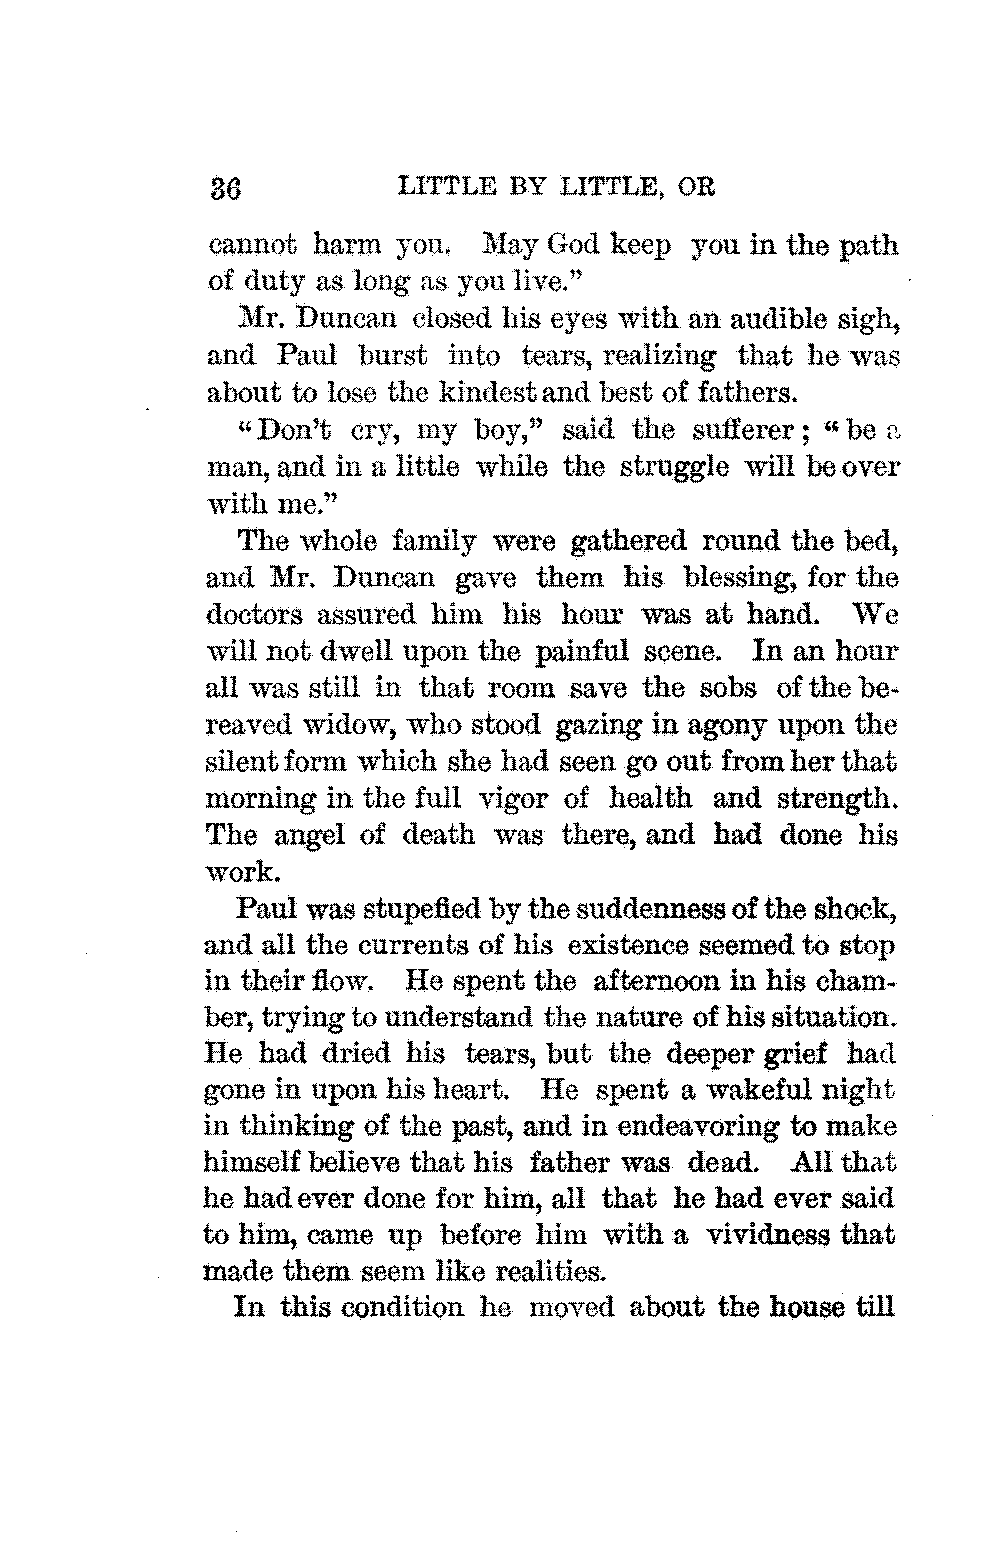 36 LITTLE BY LITTLE, OR
cannot harm you. May God keep you in the path
of duty as long as you live.”
Mr. Duncan closed his eyes with an audible sigh,
and Paul burst into tears, realizing that he was
about to lose the kindest and best of fathers.
“Don’t cry, my boy,” said the sufferer; “be a
man, and in a little while the struggle will be over
with me.”
The whole family were gathered round the bed,
and Mr. Duncan gave them his blessing, for the
doctors assured him his hour was at hand. We
will not dwell upon the painful scene. In an hour
all was still in that room save the sobs of the be-
reaved widow, who stood gazing in agony upon the
silent form which she had seen go out from her that
morning in the full vigor of health and strength.
The angel of death was there, and had done his
work.
Paul was stupefied by the suddenness of the shock,
and all the currents of his existence seemed to stop
in their flow. He spent the afternoon in his cham-
ber, trying to understand the nature of his situation.
He had dried his tears, but the deeper grief had
gone in upon his heart. He spent a wakeful night
in thinking of the past, and in endeavoring to make
himself believe that his father was dead. All that
he had ever done for him, all that he had ever said
to him, came up before him with a vividness that
made them seem like realities.
In this condition he moved about the house till